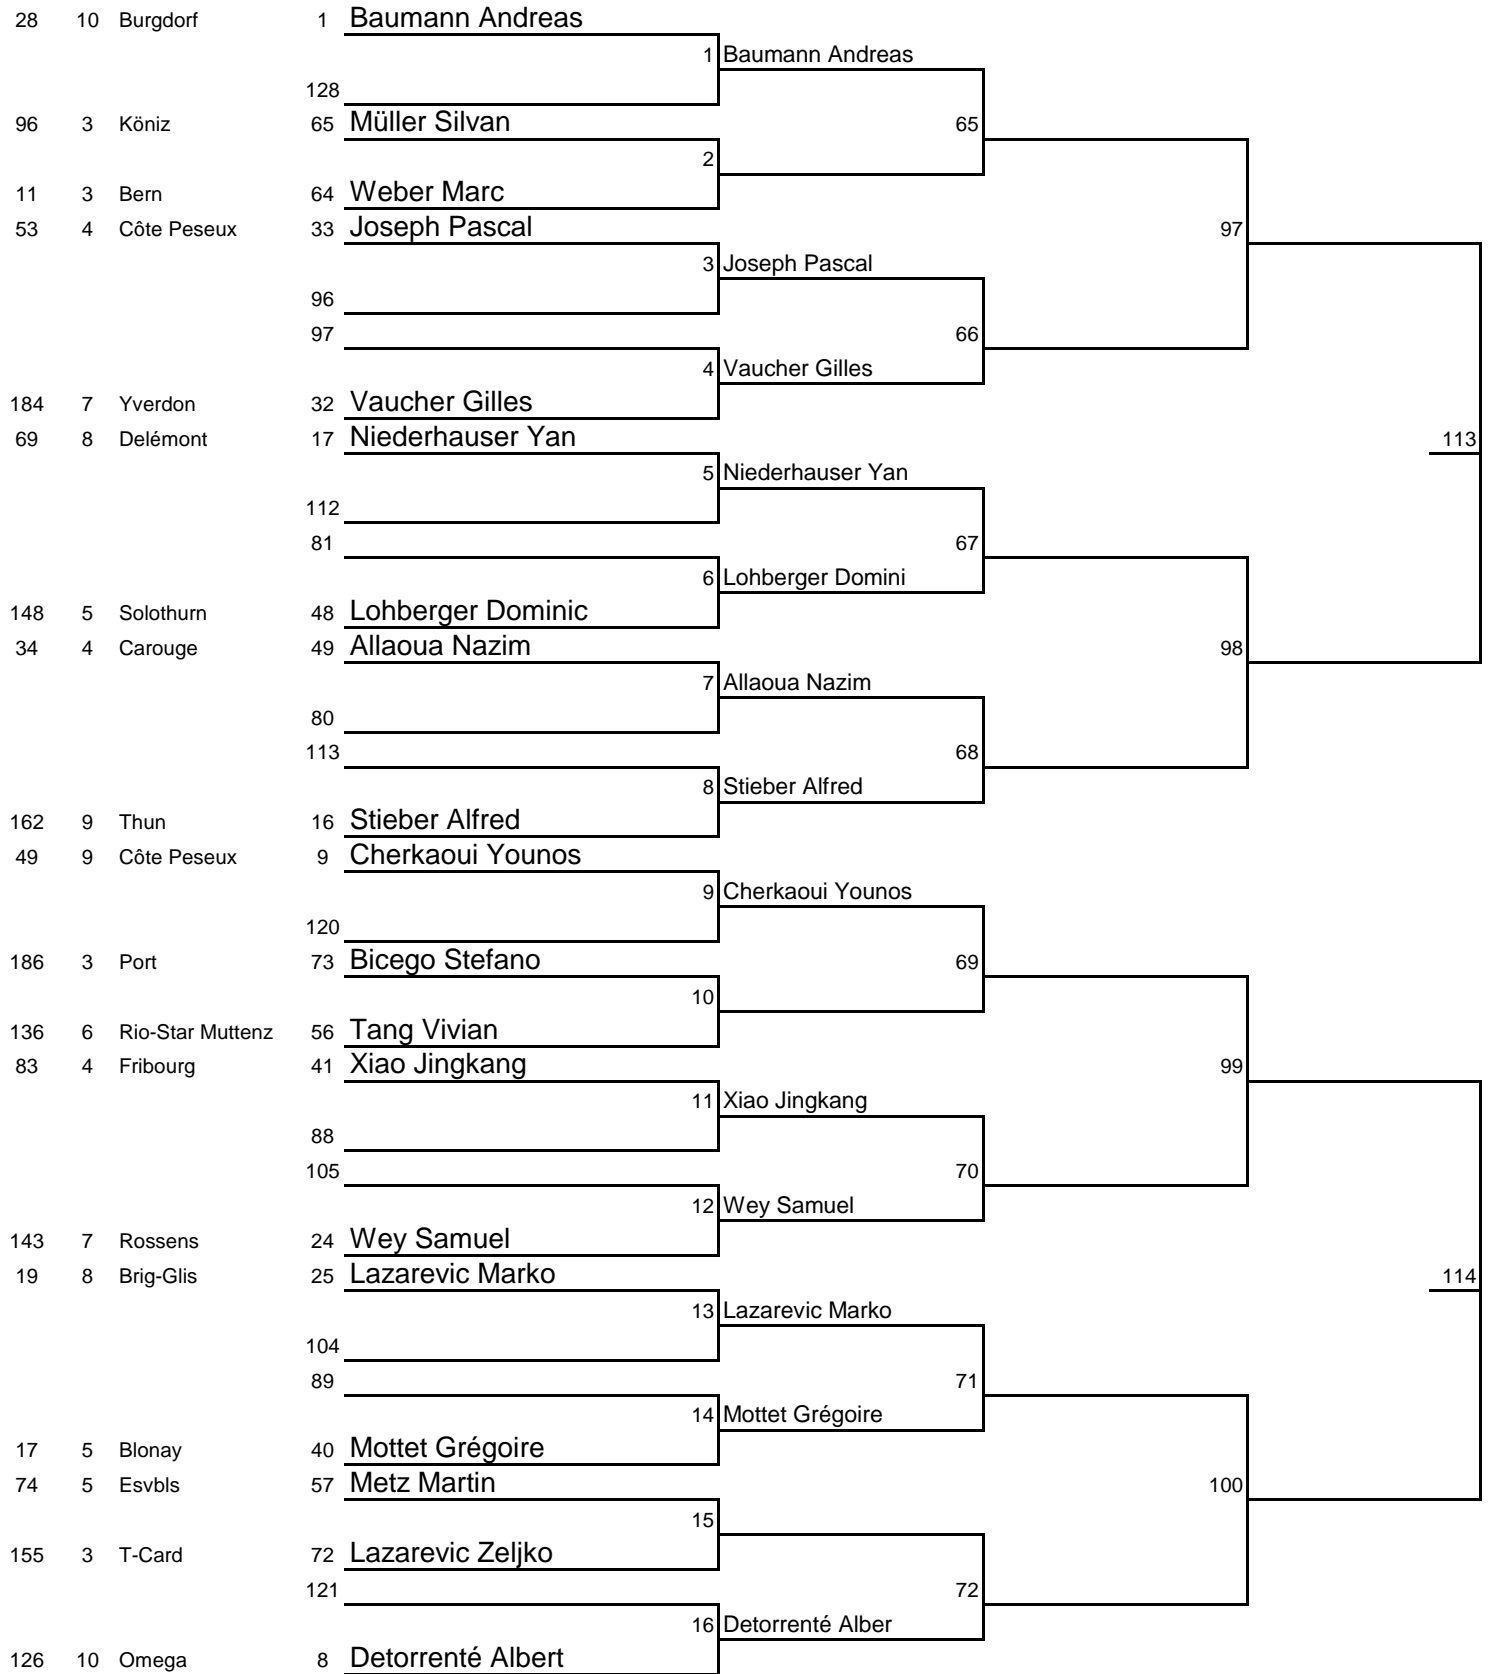 28 10 Burgdorf 1 Baumann Andreas
1 Baumann Andreas
128
96 3 Köniz 65 Müller Silvan 65
2
11 3 Bern 64 Weber Marc
53 4 Côte Peseux 33 Joseph Pascal 97
3 Joseph Pascal
96
97 66
4 Vaucher Gilles
184 7 Yverdon 32 Vaucher Gilles
69 8 Delémont 17 Niederhauser Yan 113
5 Niederhauser Yan
112
81 67
6 Lohberger Domini
148 5 Solothurn 48 Lohberger Dominic
34 4 Carouge 49 Allaoua Nazim 98
7 Allaoua Nazim
80
113 68
8 Stieber Alfred
162 9 Thun 16 Stieber Alfred
49 9 Côte Peseux 9 Cherkaoui Younos
9 Cherkaoui Younos
120
186 3 Port 73 Bicego Stefano 69
10
136 6 Rio-Star Muttenz 56 Tang Vivian
83 4 Fribourg 41 Xiao Jingkang 99
11 Xiao Jingkang
88
105 70
12 Wey Samuel
143 7 Rossens 24 Wey Samuel
19 8 Brig-Glis 25 Lazarevic Marko 114
13 Lazarevic Marko
104
89 71
14 Mottet Grégoire
17 5 Blonay 40 Mottet Grégoire
74 5 Esvbls 57 Metz Martin 100
15
155 3 T-Card 72 Lazarevic Zeljko
121 72
16 Detorrenté Alber
126 10 Omega 8 Detorrenté Albert